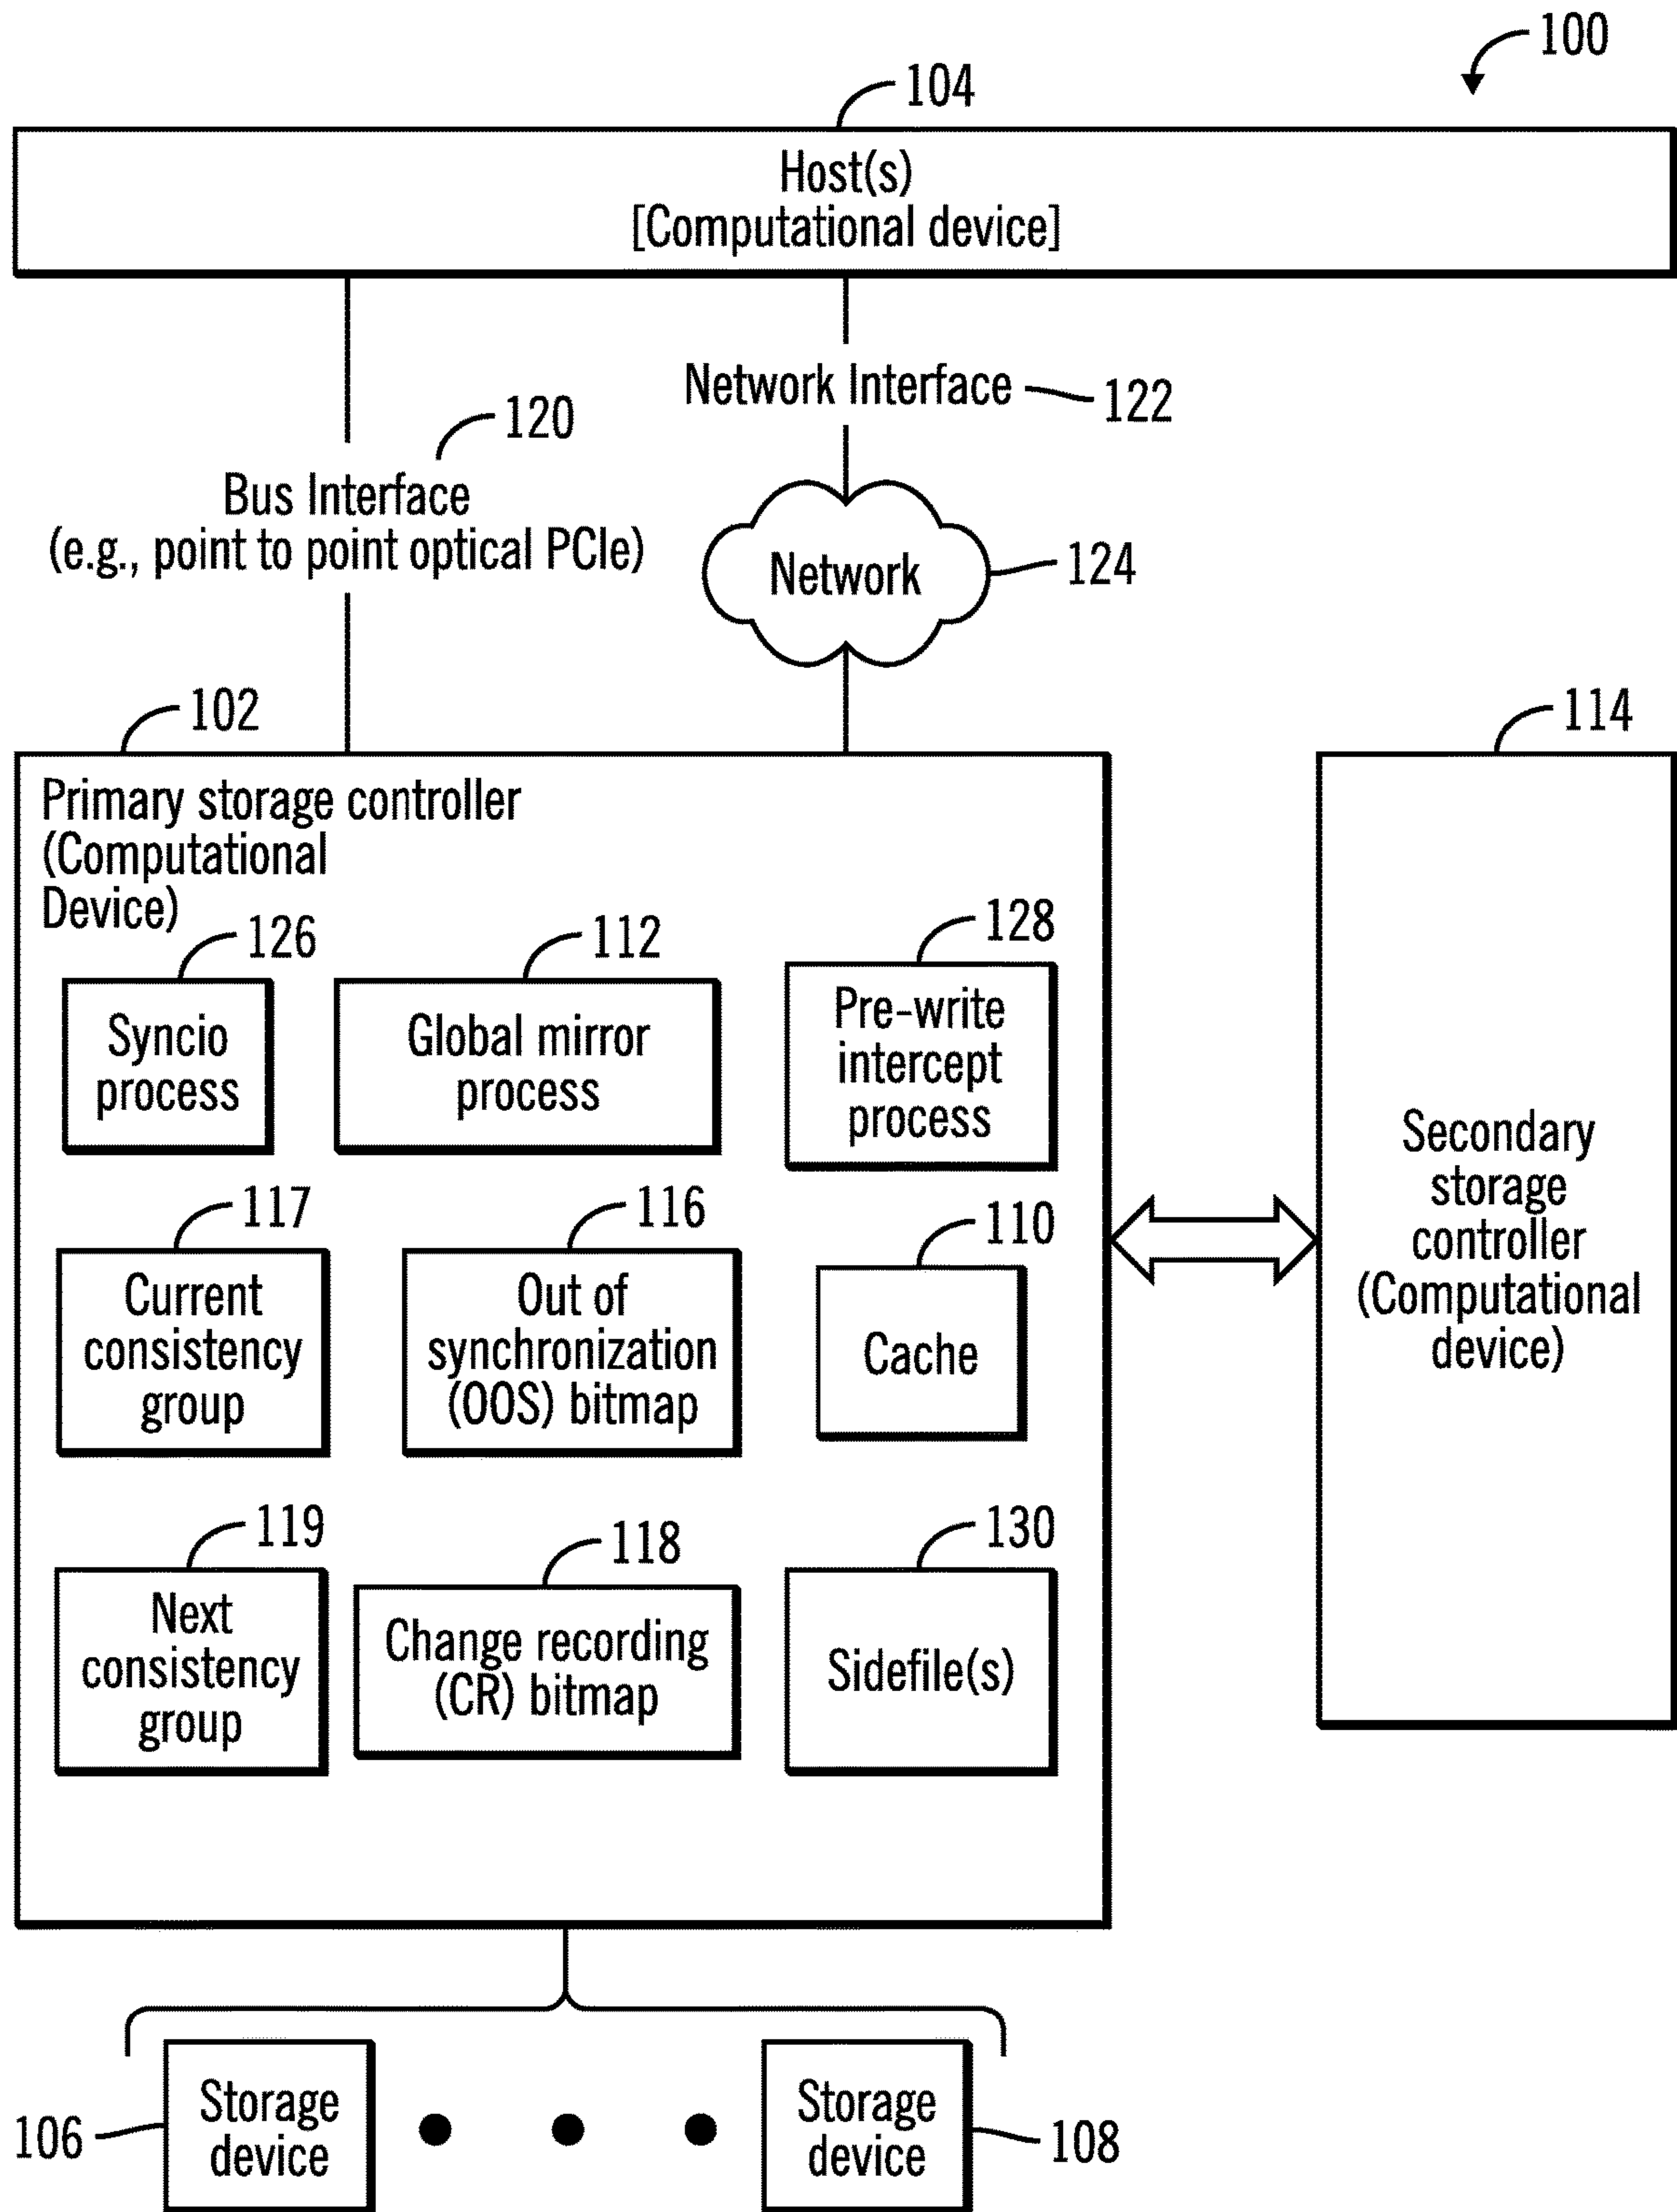 100
104
Host(s)
[Computational device]
Network Interface
122
120
Bus Interface
(e.g., point to point optical PCIe)
Network
124
102
114
Primary storage controller
(Computational
Device)
126
112
128
Syncio
process
Global mirror
process
Pre-write
intercept
process
117
116
110
Current
consistency
group
Out of
synchronization
(OOS) bitmap
Cache
Secondary
storage
controller
(Computational
device)
119
118
130
Next
consistency
group
Change recording
(CR) bitmap
Sidefile(s)
106
Storage
device
Storage
device
108